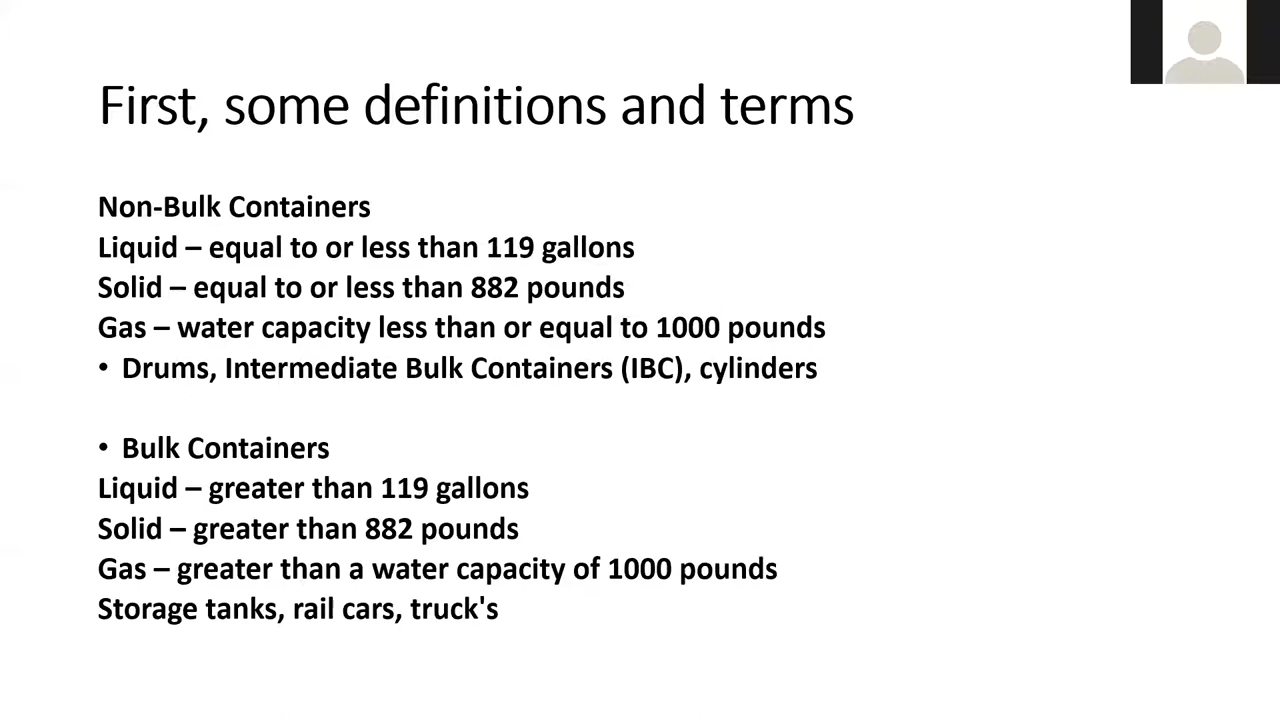 First, some definitions and terms
Non-Bulk Containers
Liquid – equal to or less than 119 gallons
Solid – equal to or less than 882 pounds
Gas – water capacity less than or equal to 1000 pounds
• Drums, Intermediate Bulk Containers (IBC), cylinders
• Bulk Containers
Liquid – greater than 119 gallons
Solid – greater than 882 pounds
Gas – greater than a water capacity of 1000 pounds
Storage tanks, rail cars, truck's